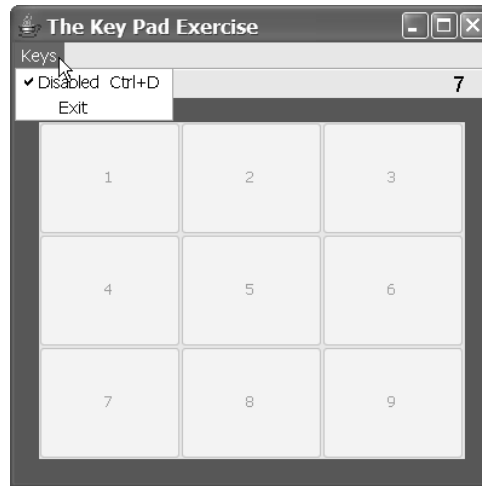 The Key Pad Exercise
Keys
Disabled Ctrl+D
7
Exit
1 2 3
4 5 6
7 8 9